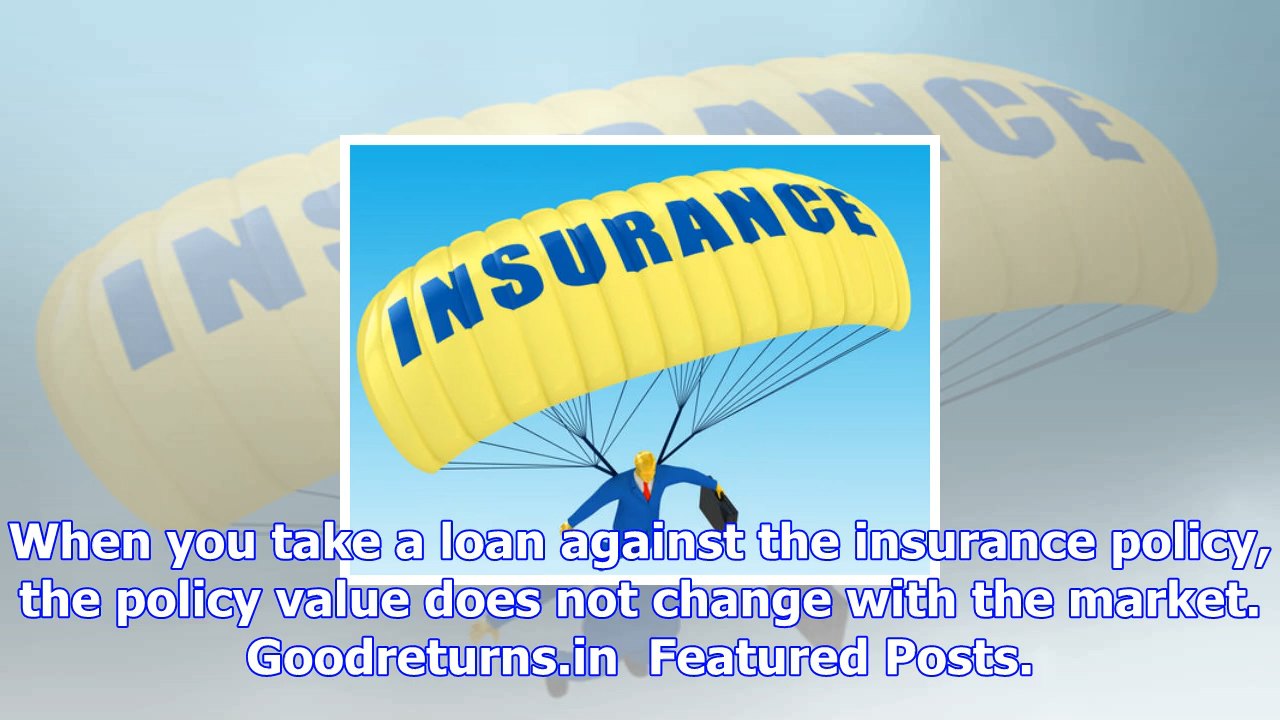 INSURANCE
When you take a loan against the insurance policy,
the policy value does not change with the market.
Goodreturns.in  Featured Posts.